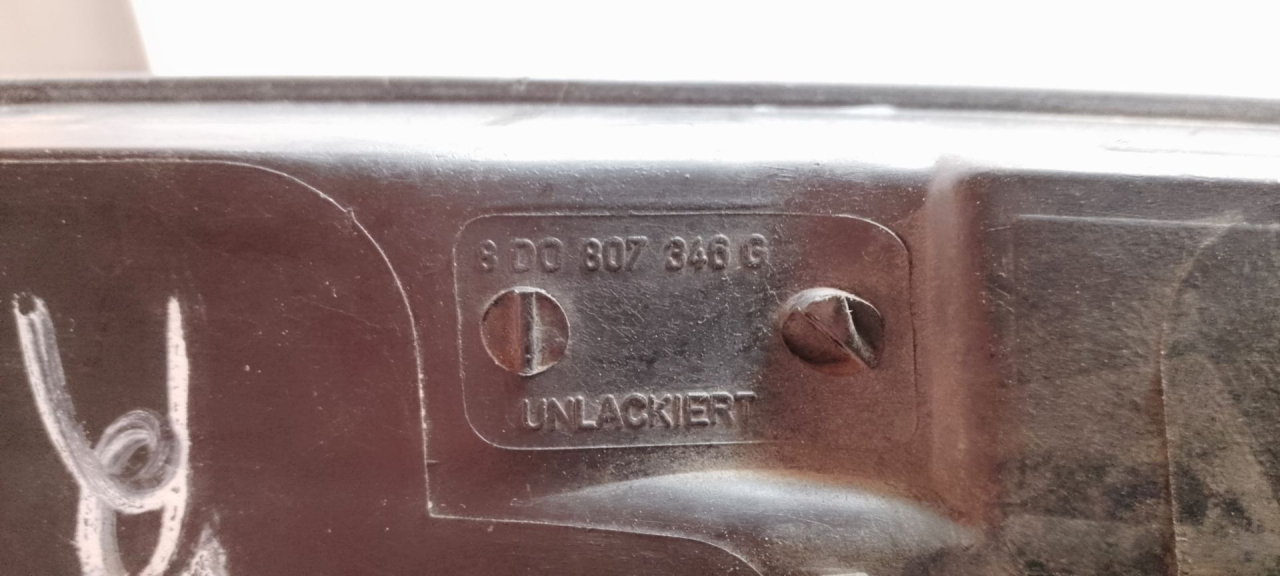 8 D0 807 346 G
UNLACKIERT